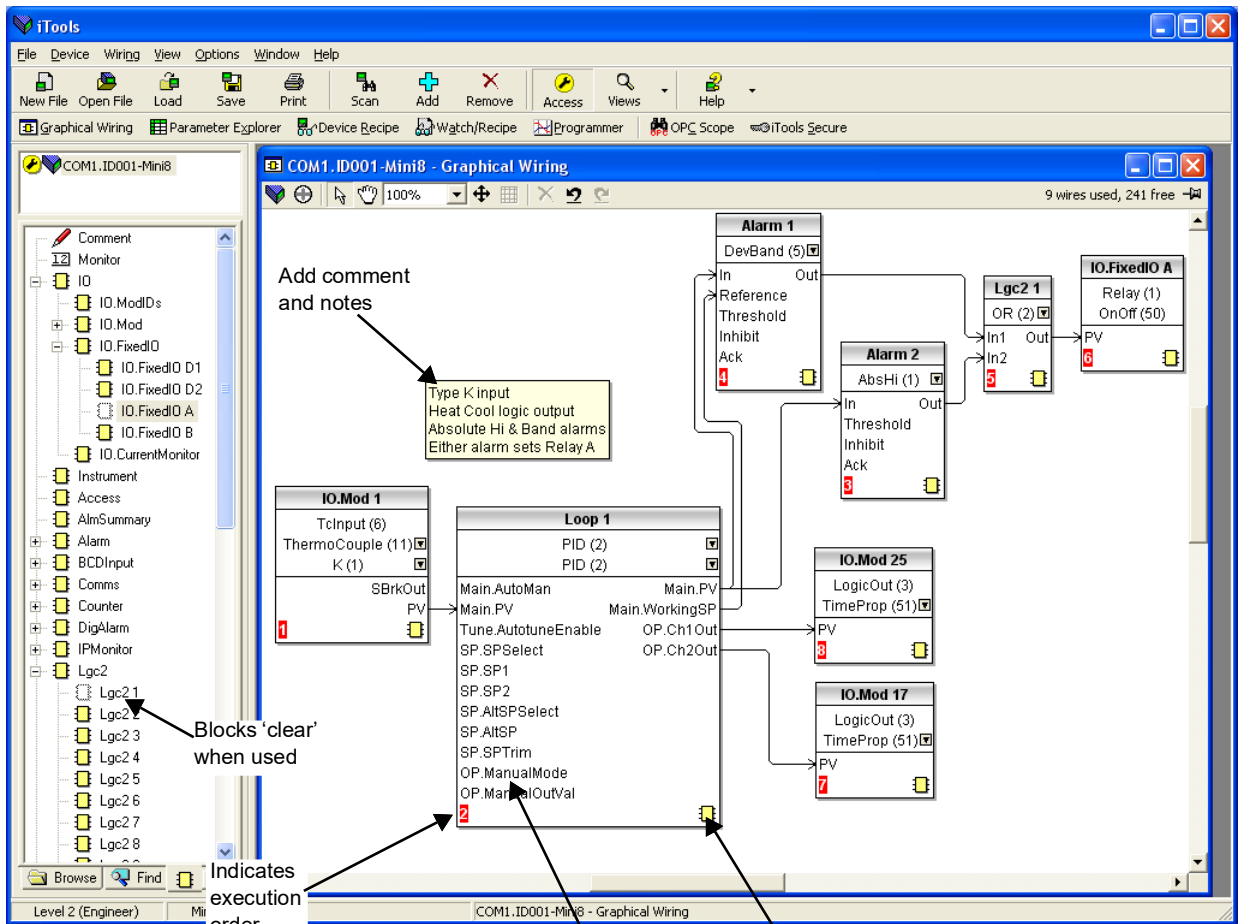 iTools
File Device Wiring View Options Window Help
New File Open File Load Save Print Scan Add Remove Access Views Help
Graphical Wiring Parameter Explorer Device Recipe Watch/Recipe Programmer OPC Scope iTools Secure
COM1.ID001-Mini8
Comment
12 Monitor
IO
IO.ModIDs
IO.Mod
IO.FixedIO
IO.FixedIO D1
IO.FixedIO D2
IO.FixedIO A
IO.FixedIO B
IO.CurrentMonitor
Instrument
Access
AlmSummary
Alarm
BCDInput
Comms
Counter
DigAlarm
IPMonitor
Lgc2
Lgc2 1
Lgc2 2
Lgc2 3
Lgc2 4
Lgc2 5
Lgc2 6
Lgc2 7
Lgc2 8
Browse Find
Level 2 (Engineer)
COM1.ID001-Mini8 - Graphical Wiring
100%
9 wires used, 241 free
Add comment
and notes
Type K input
Heat Cool logic output
Absolute Hi & Band alarms
Either alarm sets Relay A
Blocks ‘clear’
when used
Indicates
execution
order
IO.Mod 1
TcInput (6)
ThermoCouple (11)
K (1)
SBrkOut
PV
1
Loop 1
PID (2)
PID (2)
Main.AutoMan Main.PV
Main.PV Main.WorkingSP
Tune.AutotuneEnable OP.Ch1Out
SP.SPSelect OP.Ch2Out
SP.SP1
SP.SP2
SP.AltSPSelect
SP.AltSP
SP.SPTrim
OP.ManualMode
OP.ManualOutVal
2
Alarm 1
DevBand (5)
In Out
Reference
Threshold
Inhibit
Ack
4
Alarm 2
AbsHi (1)
In Out
Threshold
Inhibit
Ack
3
Lgc2 1
OR (2)
In1 Out
In2
5
IO.FixedIO A
Relay (1)
OnOff (50)
PV
6
IO.Mod 25
LogicOut (3)
TimeProp (51)
PV
8
IO.Mod 17
LogicOut (3)
TimeProp (51)
PV
7
COM1.ID001-Mini8 - Graphical Wiring